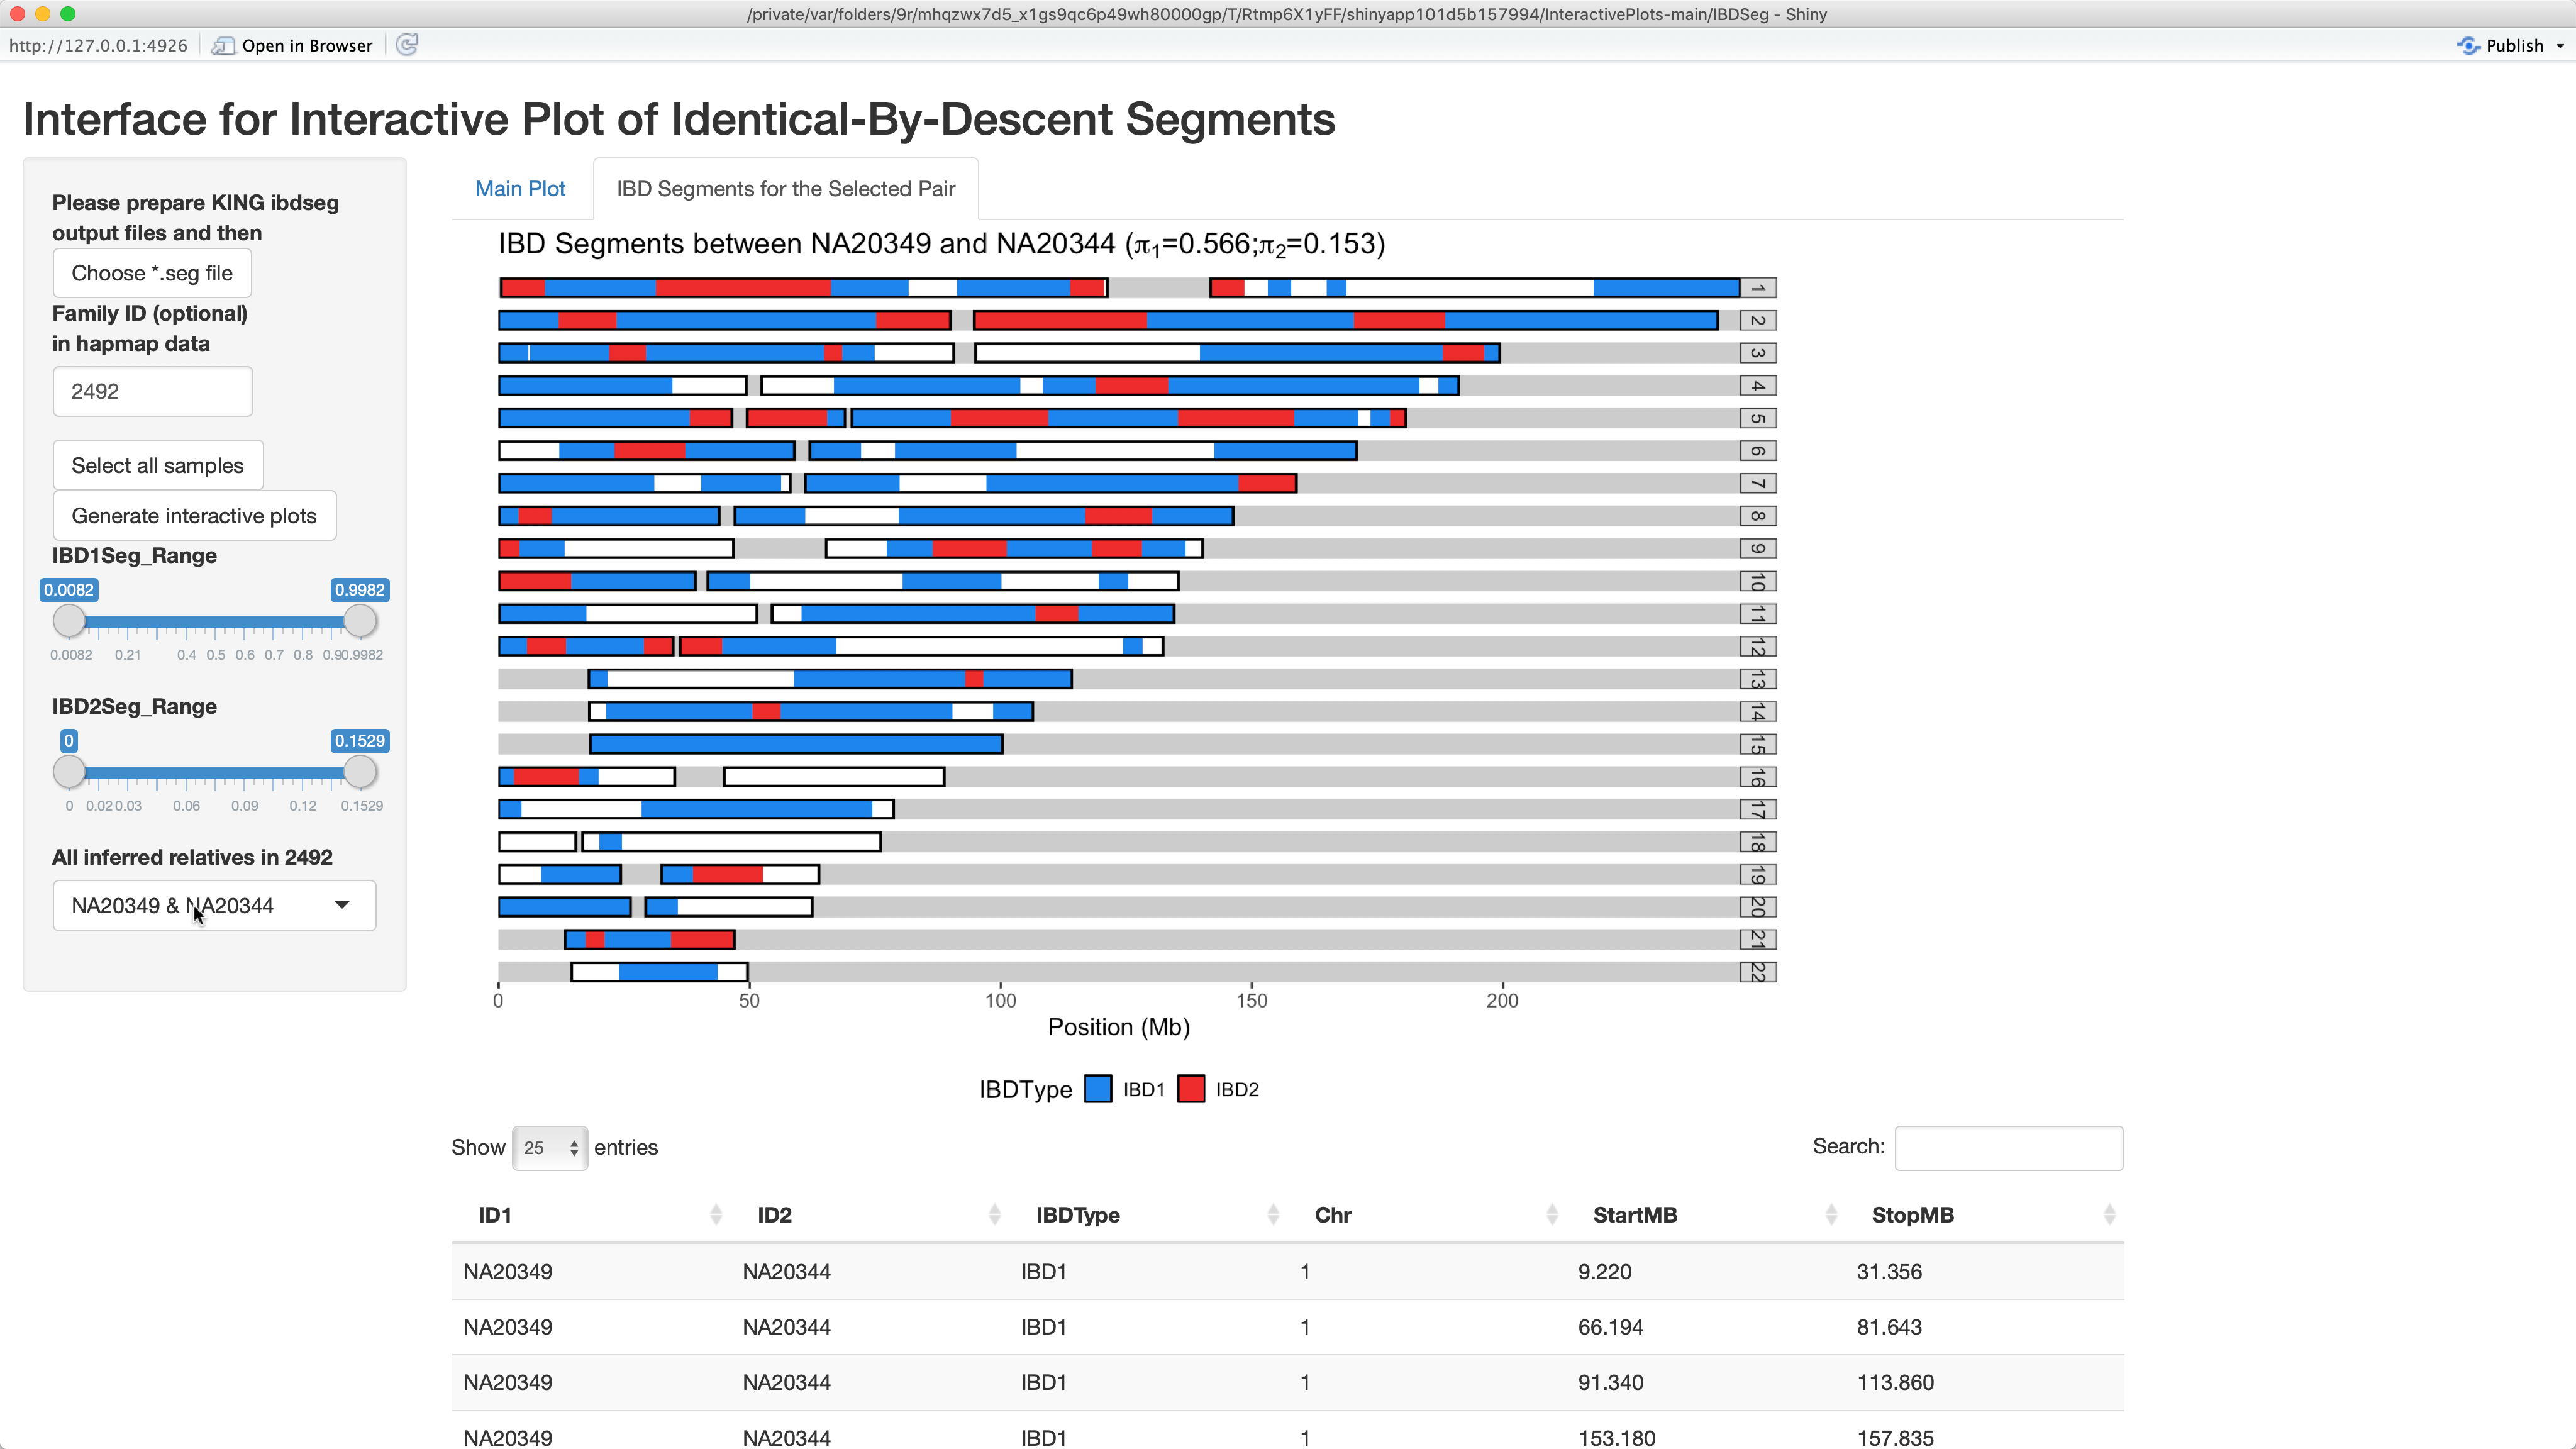 /private/var/folders/9r/mhqzwx7d5_x1gs9qc6p49wh80000gp/T/Rtmp6X1yFF/shinyapp101d5b157994/InteractivePlots-main/IBDSeg - Shiny
http://127.0.0.1:4926 Open in Browser Publish
Interface for Interactive Plot of Identical-By-Descent Segments
Please prepare KING ibdseg
output files and then
Choose *.seg file
Family ID (optional)
in hapmap data
2492
Select all samples
Generate interactive plots
IBD1Seg_Range
0.0082 0.9982
0.0082 0.21 0.4 0.5 0.6 0.7 0.8 0.90.9982
IBD2Seg_Range
0 0.1529
0 0.02 0.03 0.06 0.09 0.12 0.1529
All inferred relatives in 2492
NA20349 & NA20344
Main Plot IBD Segments for the Selected Pair
IBD Segments between NA20349 and NA20344 (π1=0.566;π2=0.153)
1
2
3
4
5
6
7
8
9
10
11
12
13
14
15
16
17
18
19
20
21
22
0 50 100 150 200
Position (Mb)
IBDType IBD1 IBD2
Show 25 entries Search:
ID1 ID2 IBDType Chr StartMB StopMB
NA20349 NA20344 IBD1 1 9.220 31.356
NA20349 NA20344 IBD1 1 66.194 81.643
NA20349 NA20344 IBD1 1 91.340 113.860
NA20349 NA20344 IBD1 1 153.180 157.835